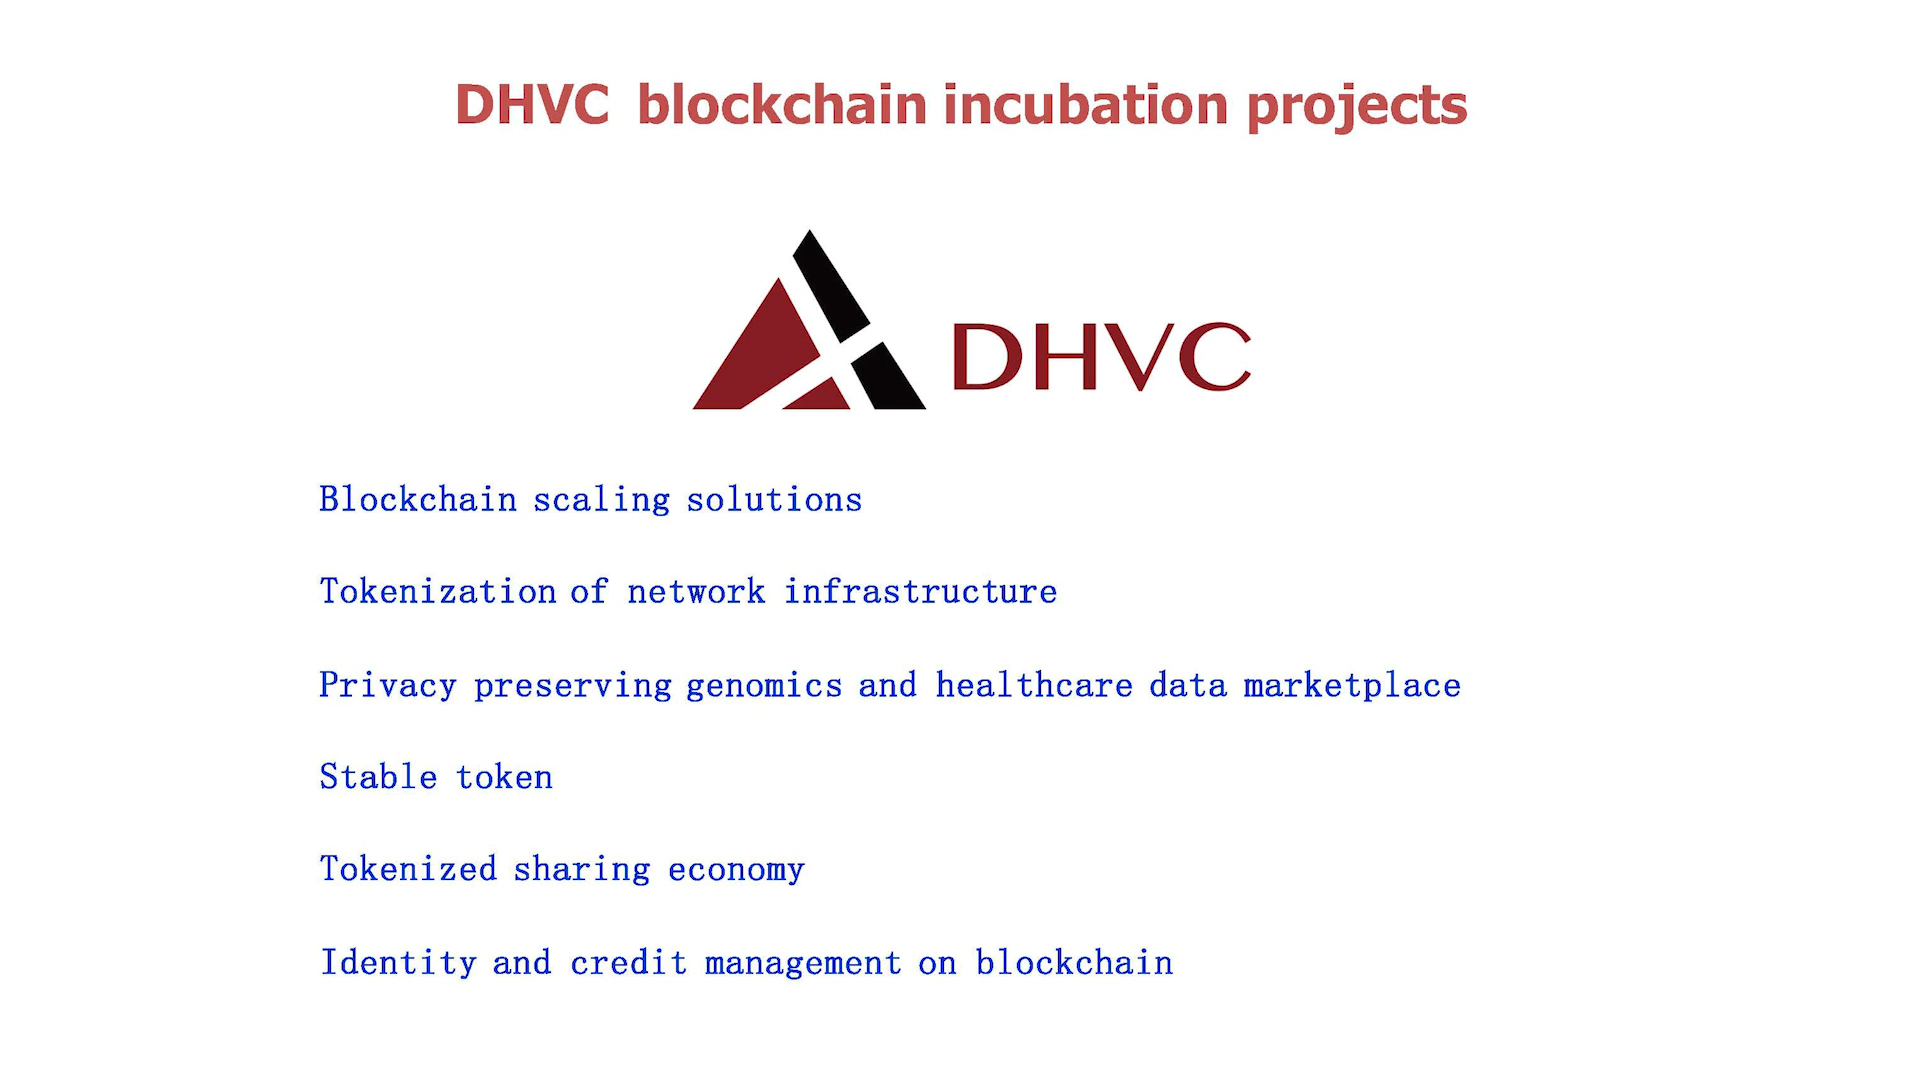 DHVC blockchain incubation projects
DHVC
Blockchain scaling solutions
Tokenization of network infrastructure
Privacy preserving genomics and healthcare data marketplace
Stable token
Tokenized sharing economy
Identity and credit management on blockchain